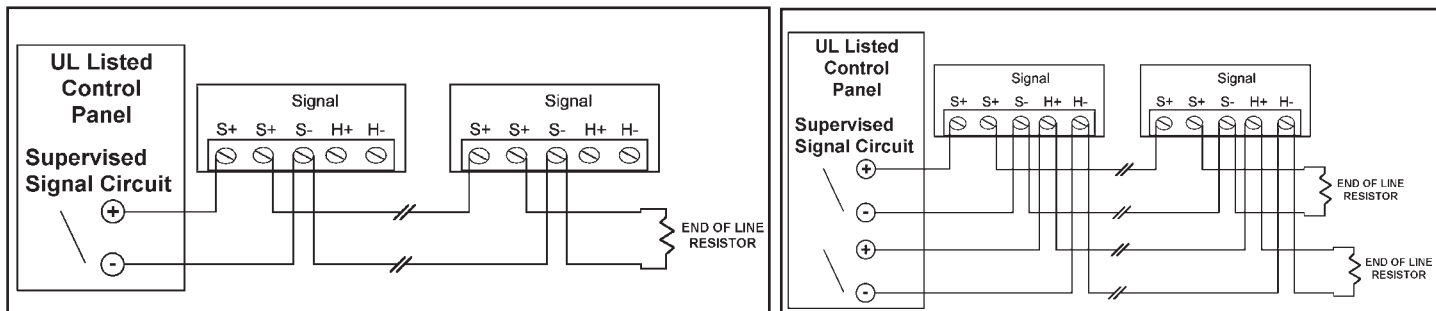 UL Listed
Control
Panel
Supervised
Signal Circuit
+
-
Signal
S+ S+ S- H+ H-
Signal
S+ S+ S- H+ H-
END OF LINE
RESISTOR
UL Listed
Control
Panel
Supervised
Signal Circuit
+
-
+
-
Signal
S+ S+ S- H+ H-
Signal
S+ S+ S- H+ H-
END OF LINE
RESISTOR
END OF LINE
RESISTOR